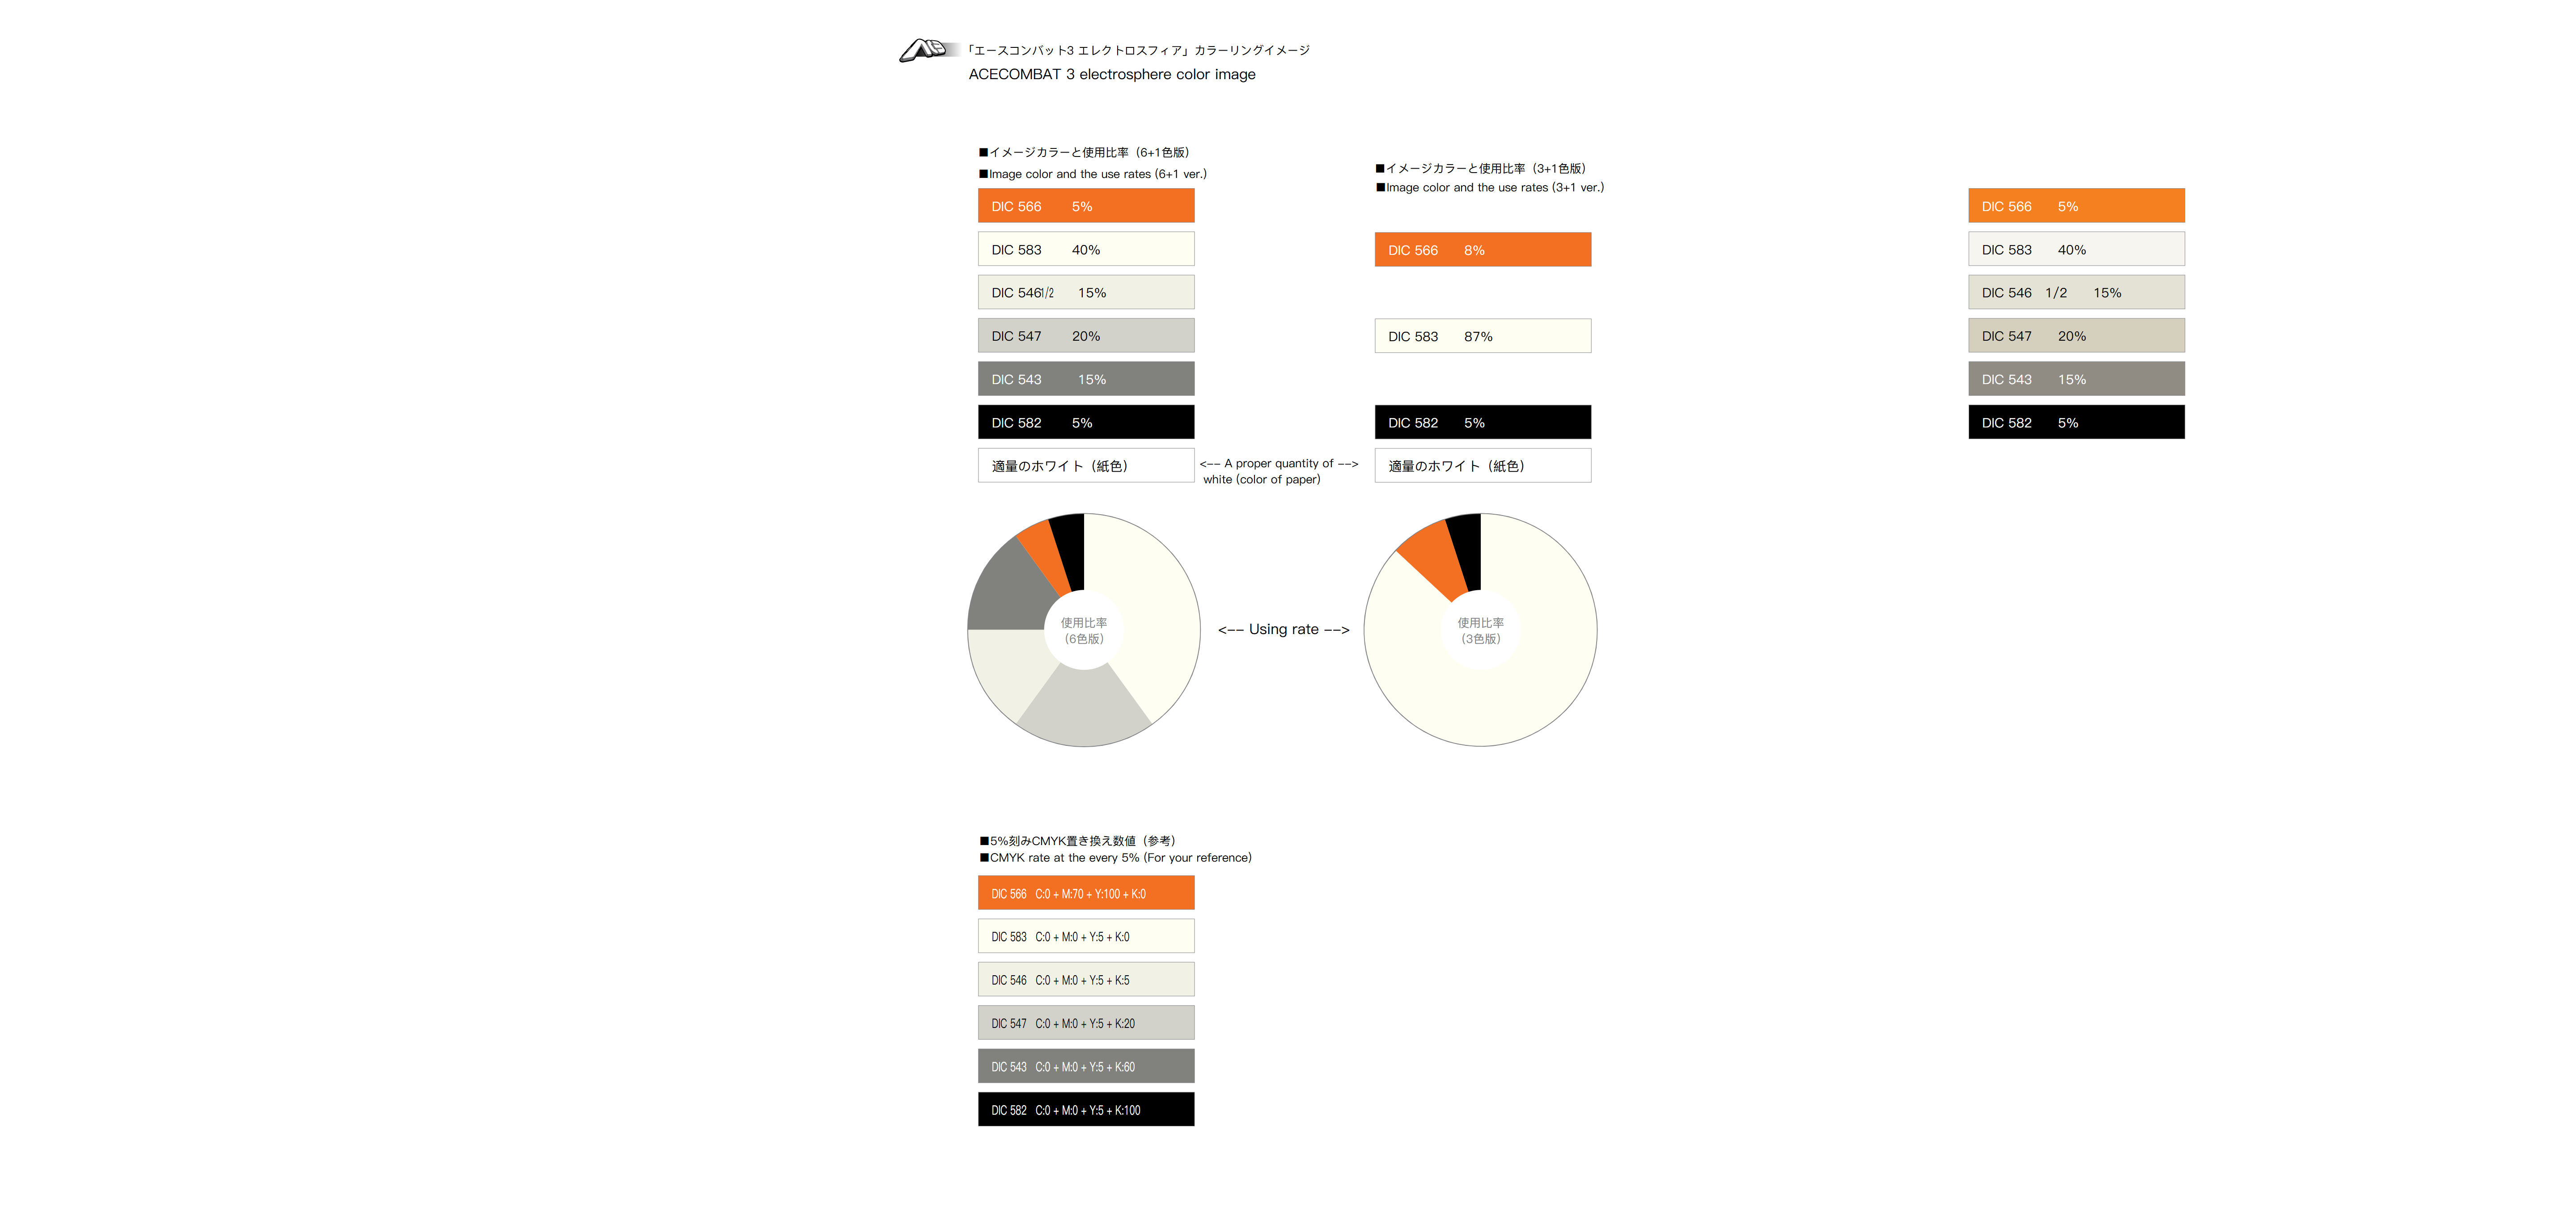 「エースコンバット3 エレクトロスフィア」カラーリングイメージ
ACECOMBAT 3 electrosphere color image
■イメージカラーと使用比率（6+1色版）
■Image color and the use rates (6+1 ver.)
DIC 566 5%
DIC 583 40%
DIC 546 1/2 15%
DIC 547 20%
DIC 543 15%
DIC 582 5%
適量のホワイト（紙色）
<-- A proper quantity of -->
white (color of paper)
■イメージカラーと使用比率（3+1色版）
■Image color and the use rates (3+1 ver.)
DIC 566 8%
DIC 583 87%
DIC 582 5%
適量のホワイト（紙色）
DIC 566 5%
DIC 583 40%
DIC 546 1/2 15%
DIC 547 20%
DIC 543 15%
DIC 582 5%
使用比率
（6色版）
<-- Using rate -->
使用比率
（3色版）
■5%刻みCMYK置き換え数値（参考）
■CMYK rate at the every 5% (For your reference)
DIC 566 C:0 + M:70 + Y:100 + K:0
DIC 583 C:0 + M:0 + Y:5 + K:0
DIC 546 C:0 + M:0 + Y:5 + K:5
DIC 547 C:0 + M:0 + Y:5 + K:20
DIC 543 C:0 + M:0 + Y:5 + K:60
DIC 582 C:0 + M:0 + Y:5 + K:100